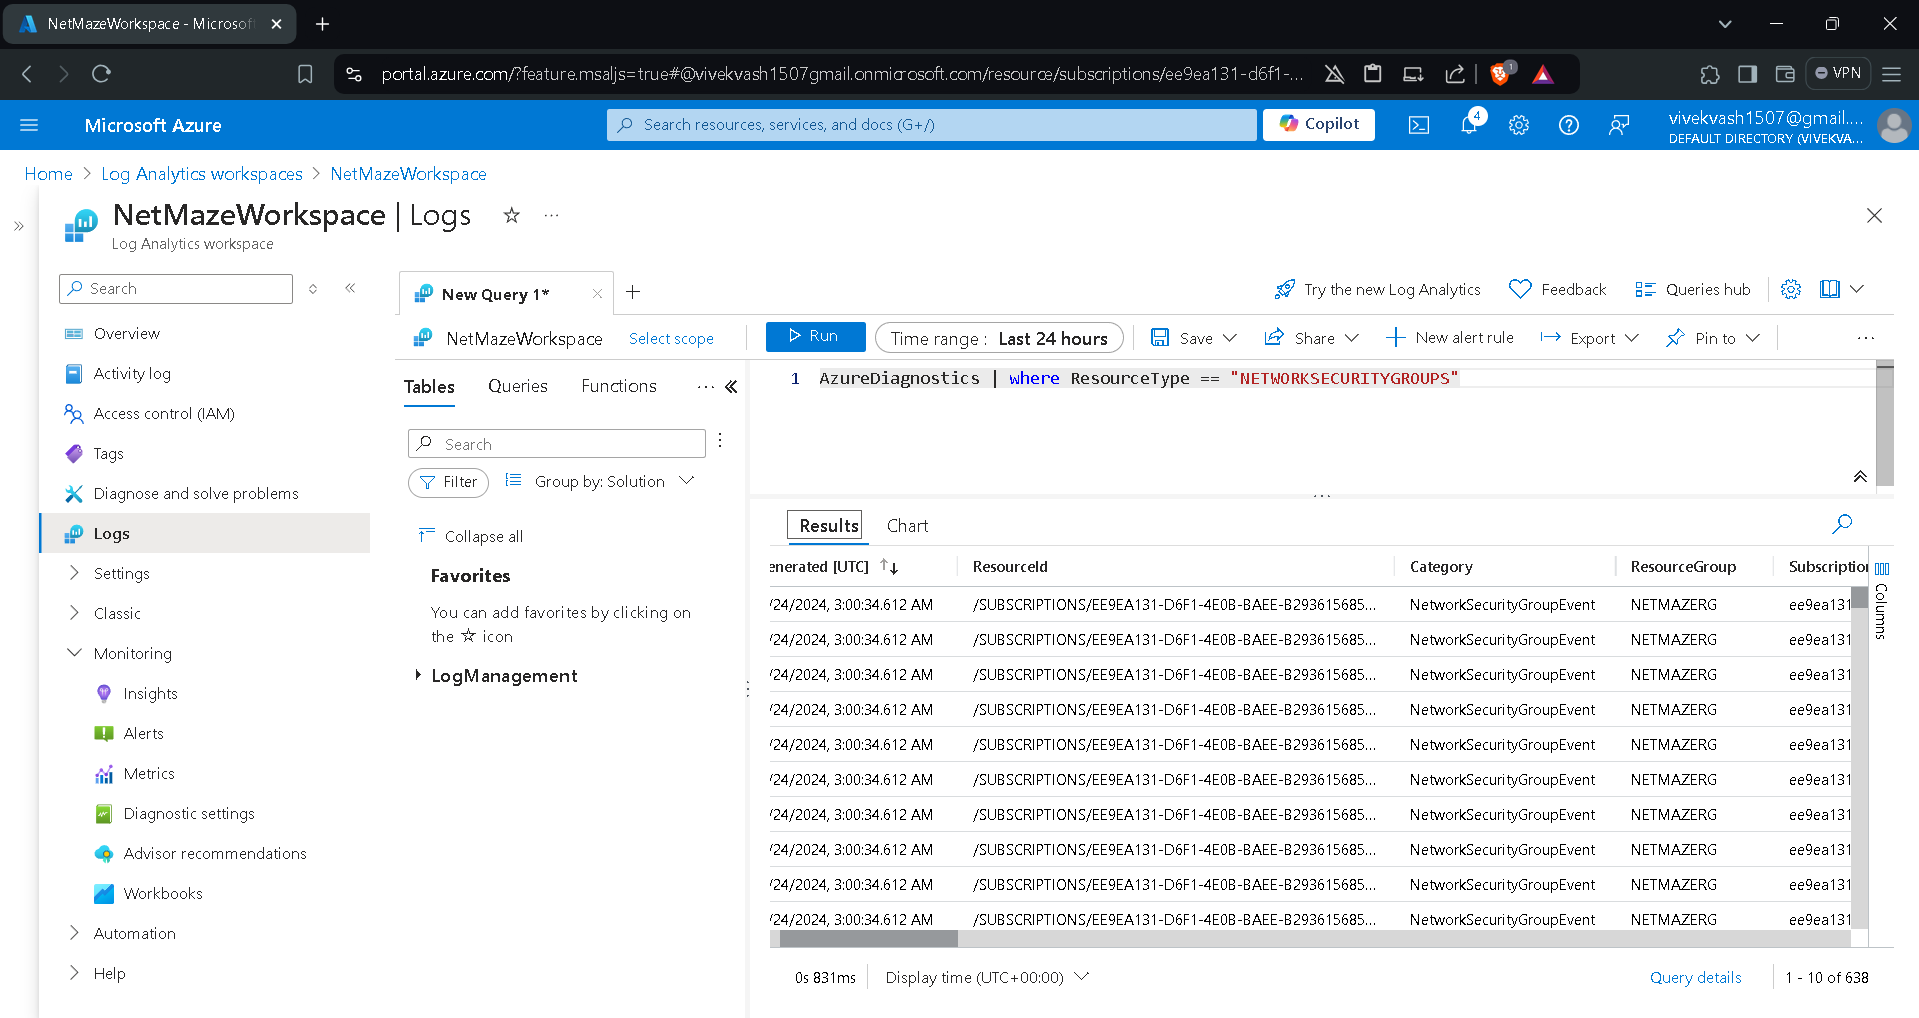 NetMazeWorkspace - Microsoft
portal.azure.com/?feature.msaljs=true#@vivekvash1507gmail.onmicrosoft.com/resource/subscriptions/ee9ea131-d6f1-...
1
VPN
Microsoft Azure
Search resources, services, and docs (G+/)
Copilot
4
vivekvash1507@gmail....
DEFAULT DIRECTORY (VIVEKVA...
Home > Log Analytics workspaces > NetMazeWorkspace
NetMazeWorkspace | Logs
Log Analytics workspace
Search
Overview
Activity log
Access control (IAM)
Tags
Diagnose and solve problems
Logs
Settings
Classic
Monitoring
Insights
Alerts
Metrics
Diagnostic settings
Advisor recommendations
Workbooks
Automation
Help
New Query 1*
Try the new Log Analytics
Feedback
Queries hub
NetMazeWorkspace
Select scope
Run
Time range : Last 24 hours
Save
Share
New alert rule
Export
Pin to
Tables
Queries
Functions
Search
Filter
Group by: Solution
Collapse all
Favorites
You can add favorites by clicking on
the ☆ icon
LogManagement
1 AzureDiagnostics | where ResourceType == "NETWORKSECURITYGROUPS"
Results
Chart
enerated [UTC] ResourceId Category ResourceGroup Subscription
/24/2024, 3:00:34.612 AM /SUBSCRIPTIONS/EE9EA131-D6F1-4E0B-BAEE-B293615685... NetworkSecurityGroupEvent NETMAZERG ee9ea131
/24/2024, 3:00:34.612 AM /SUBSCRIPTIONS/EE9EA131-D6F1-4E0B-BAEE-B293615685... NetworkSecurityGroupEvent NETMAZERG ee9ea131
/24/2024, 3:00:34.612 AM /SUBSCRIPTIONS/EE9EA131-D6F1-4E0B-BAEE-B293615685... NetworkSecurityGroupEvent NETMAZERG ee9ea131
/24/2024, 3:00:34.612 AM /SUBSCRIPTIONS/EE9EA131-D6F1-4E0B-BAEE-B293615685... NetworkSecurityGroupEvent NETMAZERG ee9ea131
/24/2024, 3:00:34.612 AM /SUBSCRIPTIONS/EE9EA131-D6F1-4E0B-BAEE-B293615685... NetworkSecurityGroupEvent NETMAZERG ee9ea131
/24/2024, 3:00:34.612 AM /SUBSCRIPTIONS/EE9EA131-D6F1-4E0B-BAEE-B293615685... NetworkSecurityGroupEvent NETMAZERG ee9ea131
/24/2024, 3:00:34.612 AM /SUBSCRIPTIONS/EE9EA131-D6F1-4E0B-BAEE-B293615685... NetworkSecurityGroupEvent NETMAZERG ee9ea131
/24/2024, 3:00:34.612 AM /SUBSCRIPTIONS/EE9EA131-D6F1-4E0B-BAEE-B293615685... NetworkSecurityGroupEvent NETMAZERG ee9ea131
/24/2024, 3:00:34.612 AM /SUBSCRIPTIONS/EE9EA131-D6F1-4E0B-BAEE-B293615685... NetworkSecurityGroupEvent NETMAZERG ee9ea131
/24/2024, 3:00:34.612 AM /SUBSCRIPTIONS/EE9EA131-D6F1-4E0B-BAEE-B293615685... NetworkSecurityGroupEvent NETMAZERG ee9ea131
Columns
0s 831ms
Display time (UTC+00:00)
Query details
1 - 10 of 638